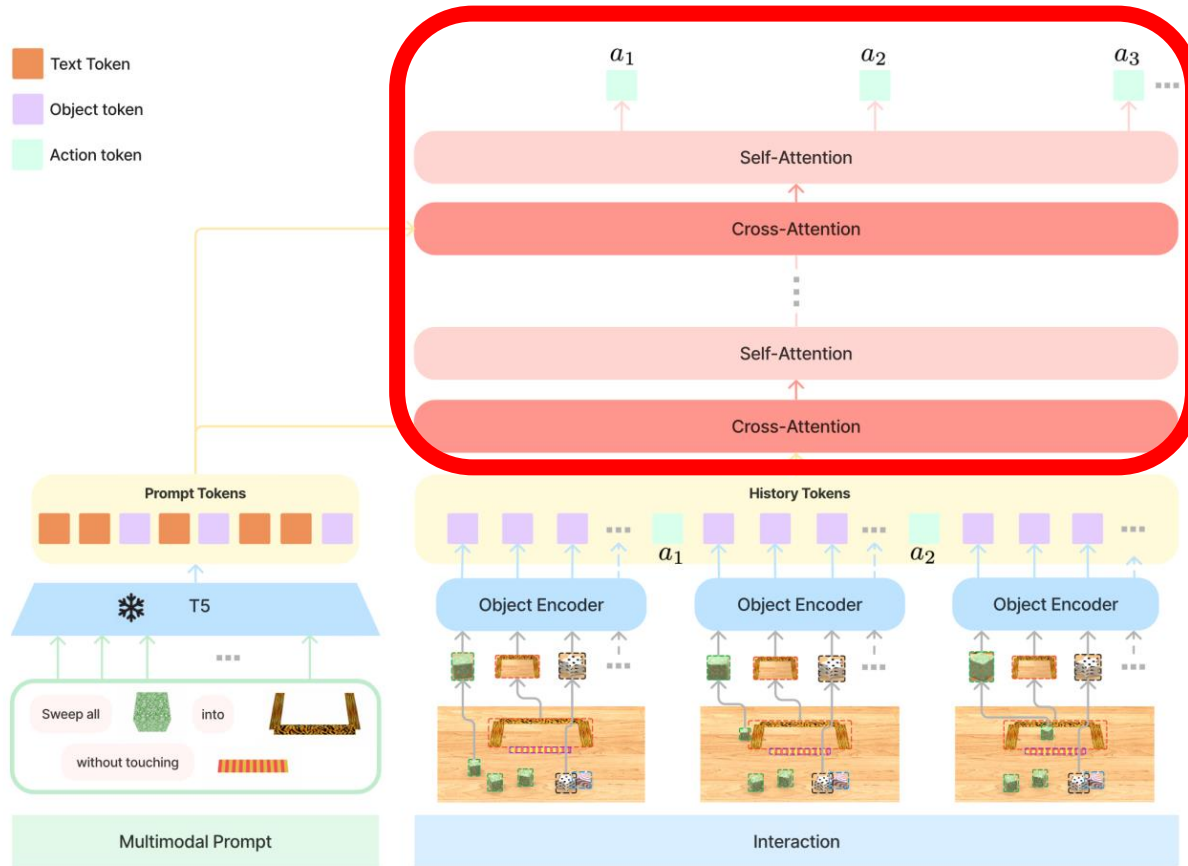 Text Token
Object token
Action token
a₁ a₂ a₃
Self-Attention
Cross-Attention
Self-Attention
Cross-Attention
Prompt Tokens
History Tokens
a₁ a₂
T5
Object Encoder Object Encoder Object Encoder
Sweep all into
without touching
Multimodal Prompt
Interaction